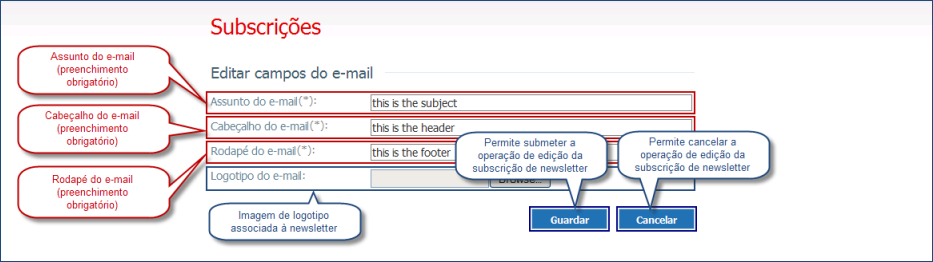 Subscrições
Assunto do e-mail
(preenchimento
obrigatório)
Editar campos do e-mail
Assunto do e-mail(*):
this is the subject
Cabeçalho do e-mail
(preenchimento
obrigatório)
Cabeçalho do e-mail(*):
this is the header
Rodapé do e-mail(*):
this is the footer
Permite submeter a
operação de edição da
subscrição de newsletter
Permite cancelar a
operação de edição da
subscrição de newsletter
Rodapé do e-mail
(preenchimento
obrigatório)
Logotipo do e-mail:
Browse...
Imagem de logotipo
associada à newsletter
Guardar
Cancelar